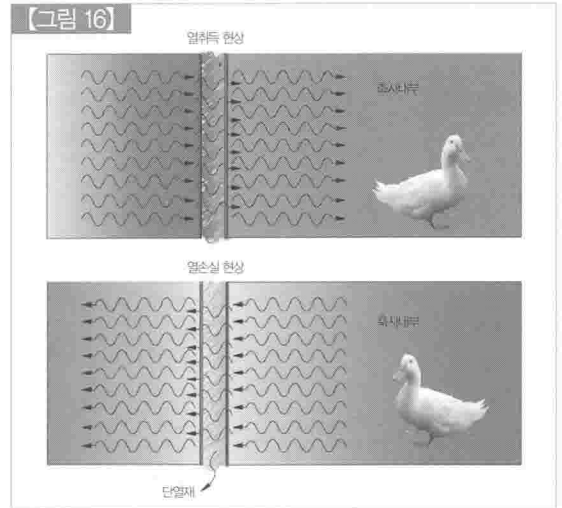 【그림 16】
열취득 현상
축사내부
열손실 현상
축사내부
단열재